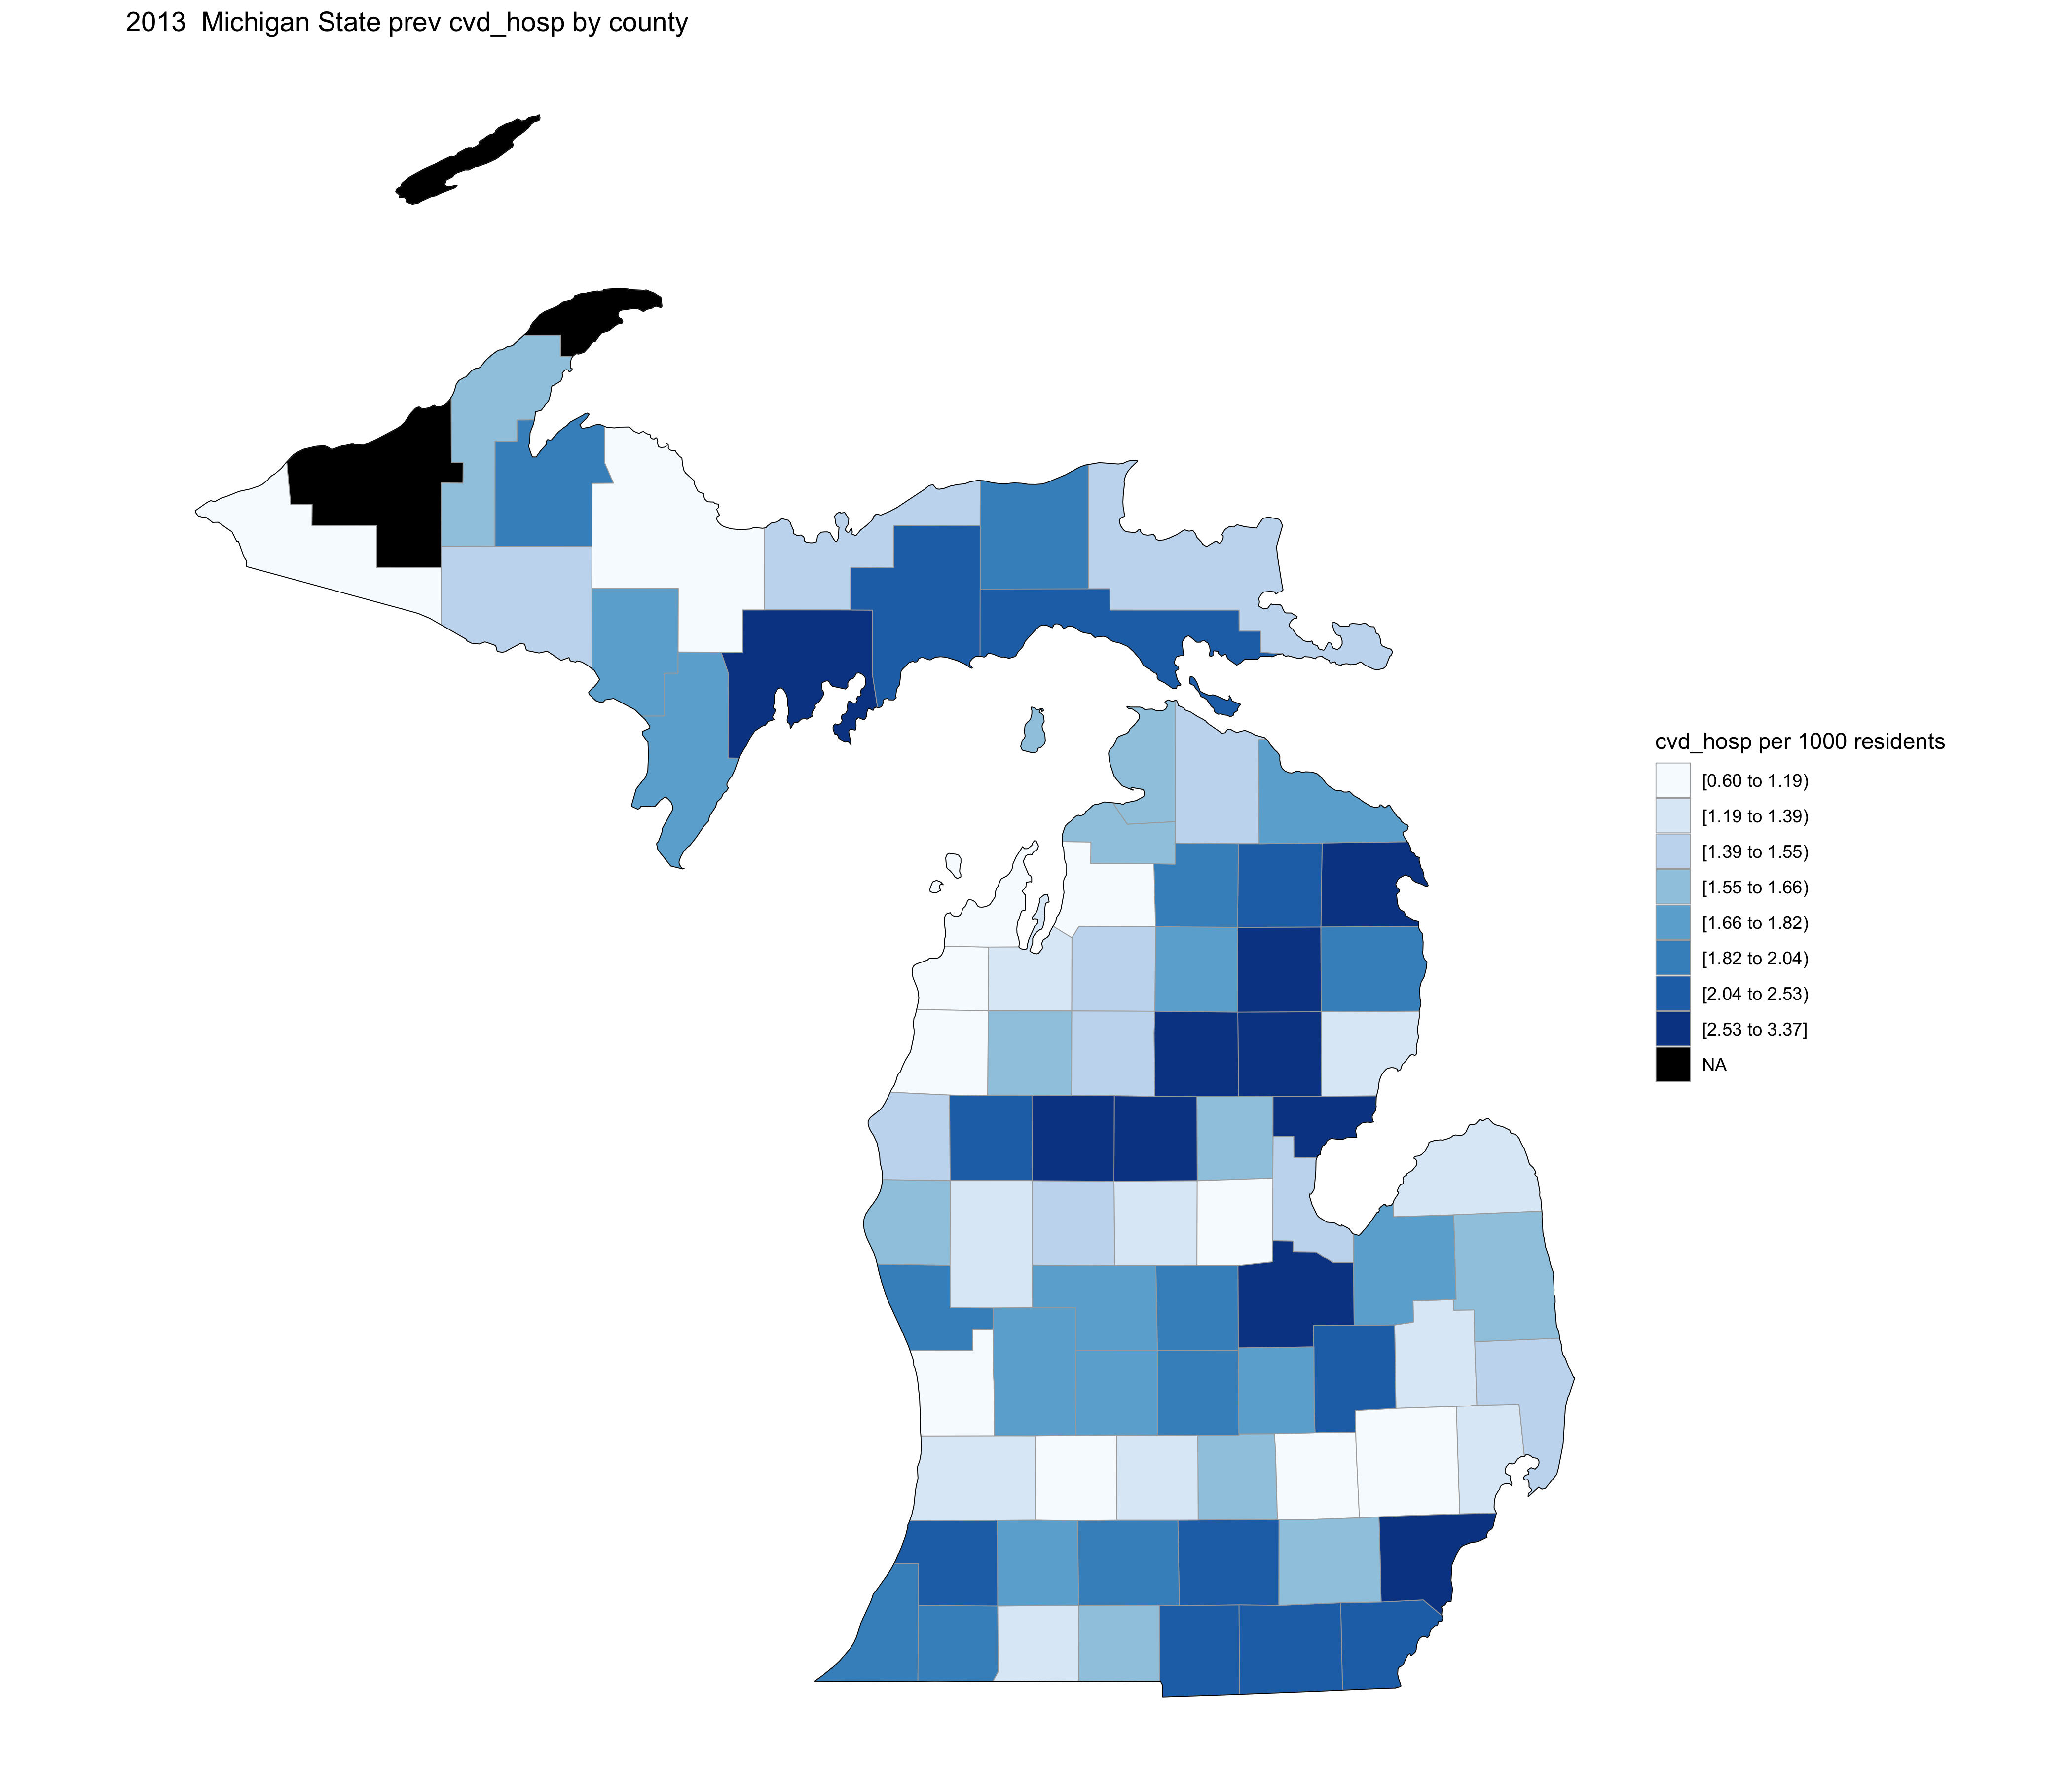 2013  Michigan State prev cvd_hosp by county
cvd_hosp per 1000 residents
[0.60 to 1.19)
[1.19 to 1.39)
[1.39 to 1.55)
[1.55 to 1.66)
[1.66 to 1.82)
[1.82 to 2.04)
[2.04 to 2.53)
[2.53 to 3.37]
NA